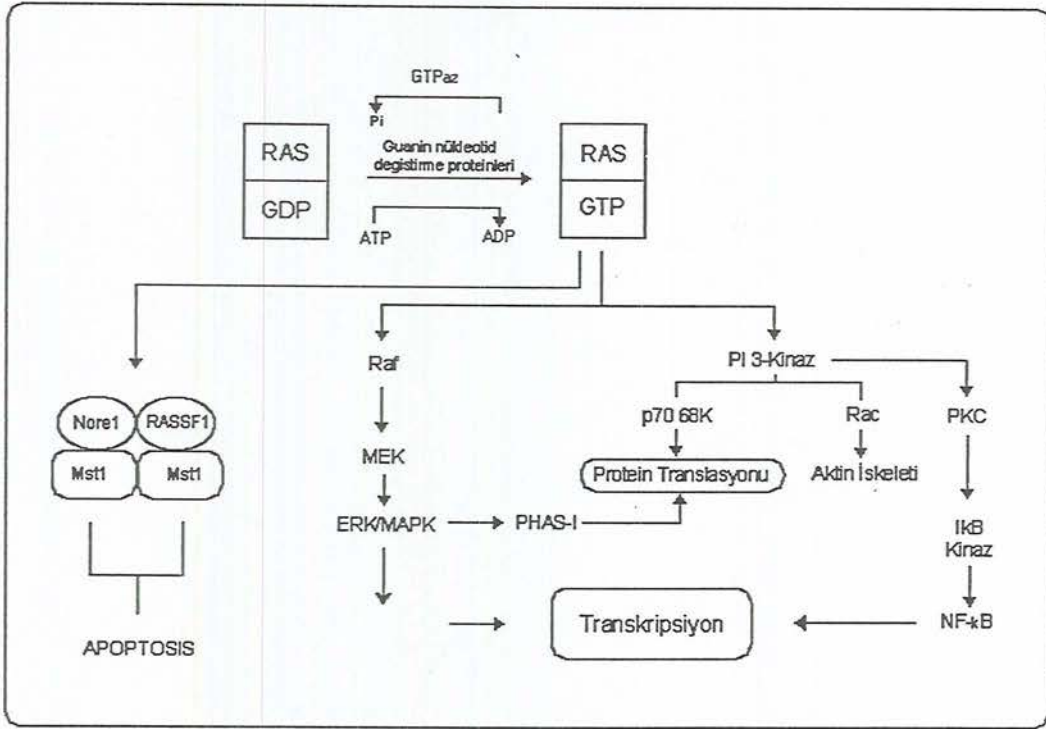 GTPaz
Pi
RAS
GDP
Guanin nükleotid
degistirme proteinleri
RAS
GTP
ATP
ADP
Raf
PI 3-Kinaz
Nore1
RASSF1
Mst1
Mst1
p70 68K
Rac
PKC
MEK
Protein Translasyonu
Aktin İskeleti
ERK/MAPK
PHAS-I
IkB
Kinaz
APOPTOSIS
Transkripsiyon
NF-kB